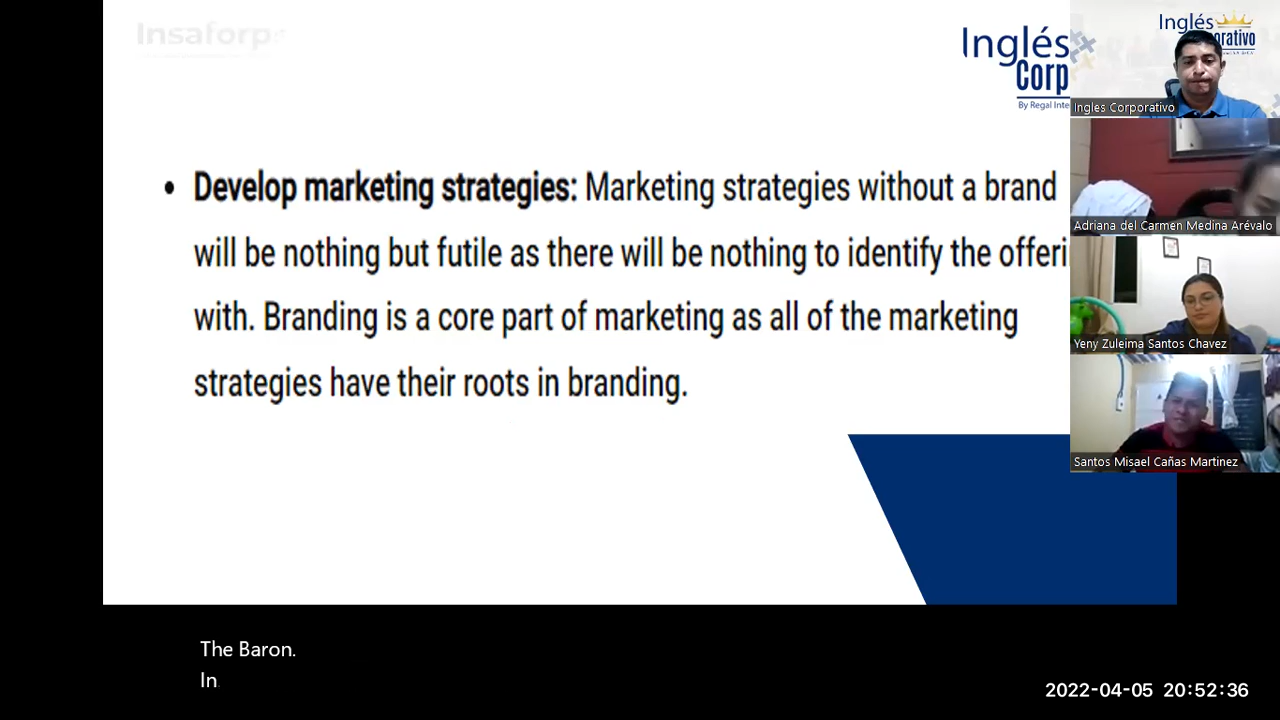 Insaforp
Inglés
Corp
By Regal Inte
• Develop marketing strategies: Marketing strategies without a brand
will be nothing but futile as there will be nothing to identify the offeri
with. Branding is a core part of marketing as all of the marketing
strategies have their roots in branding.
Inglés
orativo
Ingles Corporativo
Adriana del Carmen Medina Arévalo
Yeny Zuleima Santos Chavez
Santos Misael Cañas Martinez
The Baron.
In
2022-04-05 20:52:36